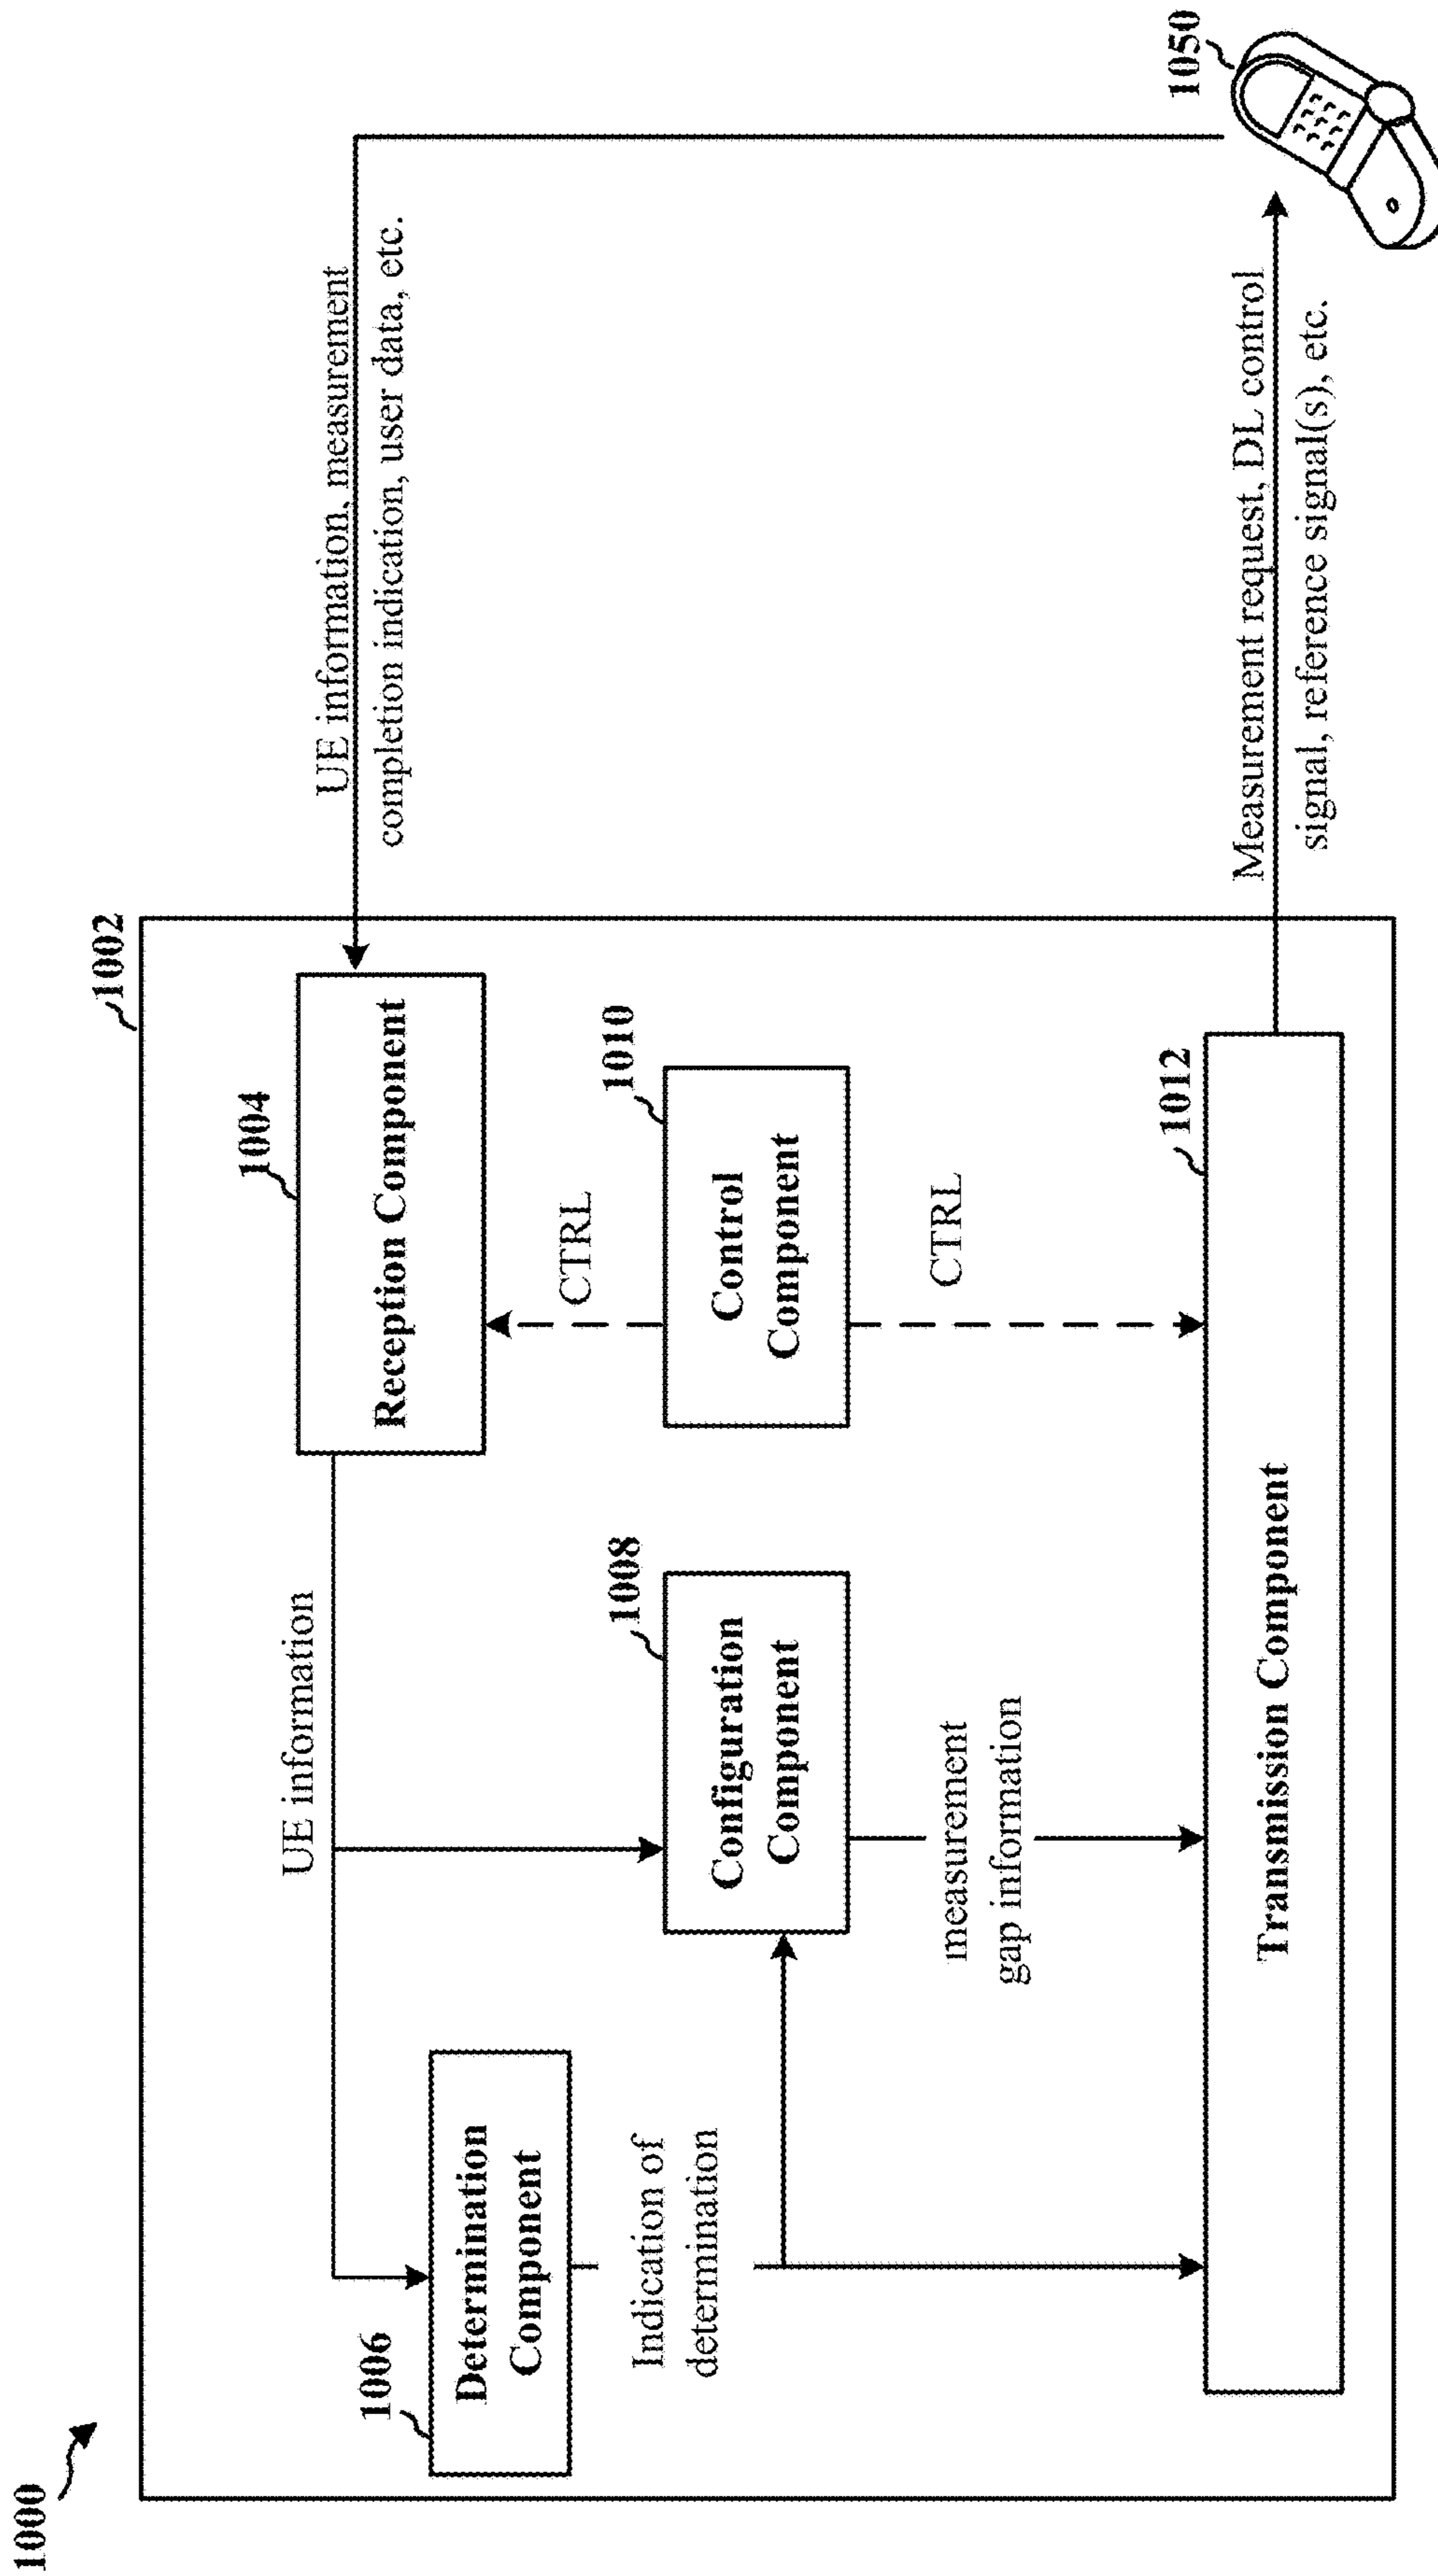 1000
1002
1004
Reception Component
UE information, measurement
completion indication, user data, etc.
1050
UE information
1006
Determination
Component
Indication of
determination
1008
Configuration
Component
measurement
gap information
1010
Control
Component
CTRL
CTRL
1012
Transmission Component
Measurement request, DL control
signal, reference signal(s), etc.